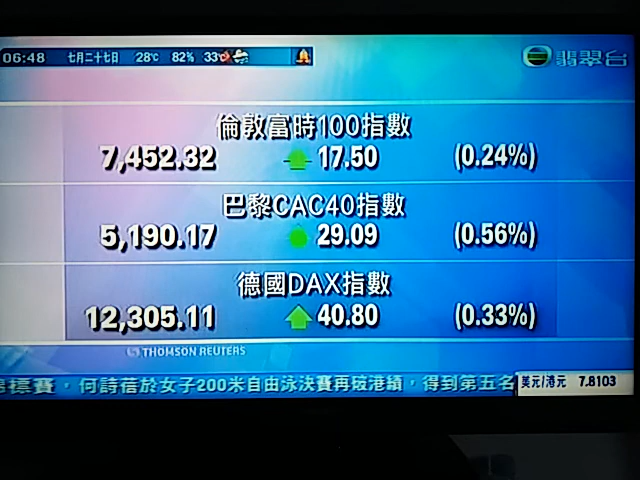 06:48 七月二十七日 28℃ 82% 33℃
翡翠台
倫敦富時100指數
7,452.32 17.50 (0.24%)
巴黎CAC40指數
5,190.17 29.09 (0.56%)
德國DAX指數
12,305.11 40.80 (0.33%)
THOMSON REUTERS
錦標賽，何詩蓓於女子200米自由泳決賽再破港績，得到第五名
美元/港元 7.8103